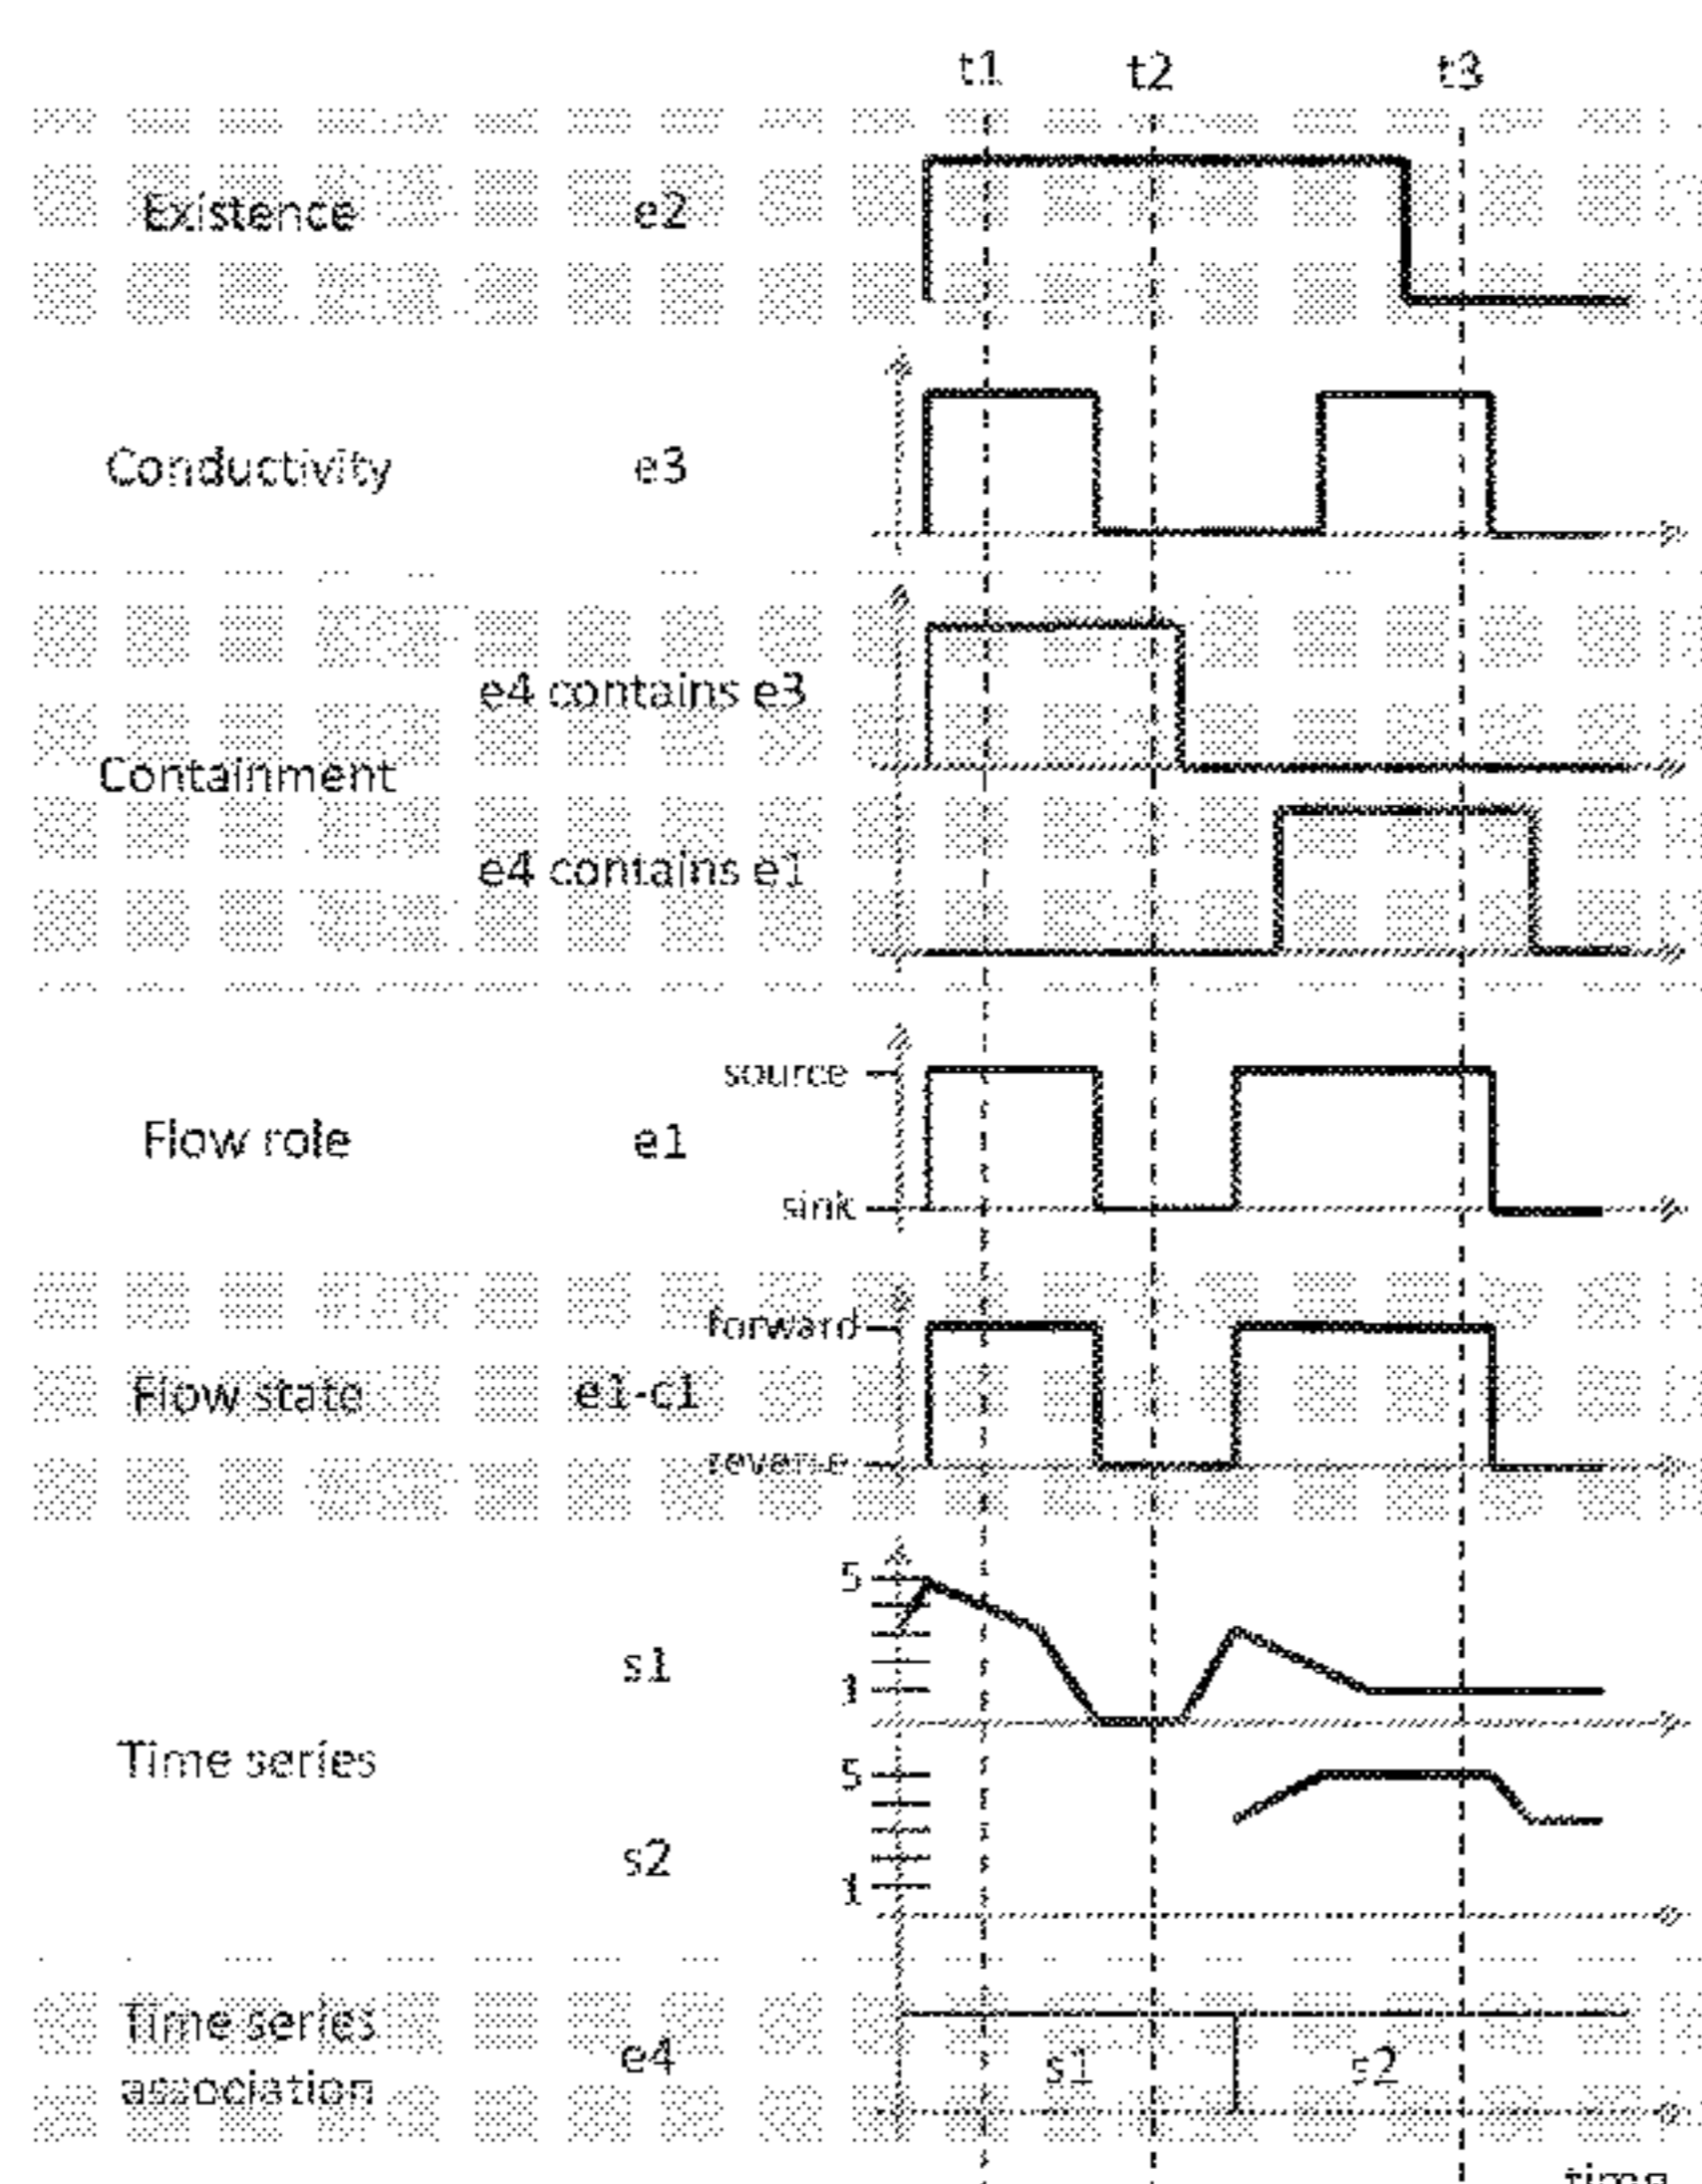 t1 t2 t3
Existence e2
Conductivity e3
e4 contains e3
Containment
e4 contains e1
source
Flow role e1
sink
forward
Flow state e1-c1
reverse
5
s1
1
Time series
5
s2
1
Time series
association
e4
s1 s2
time